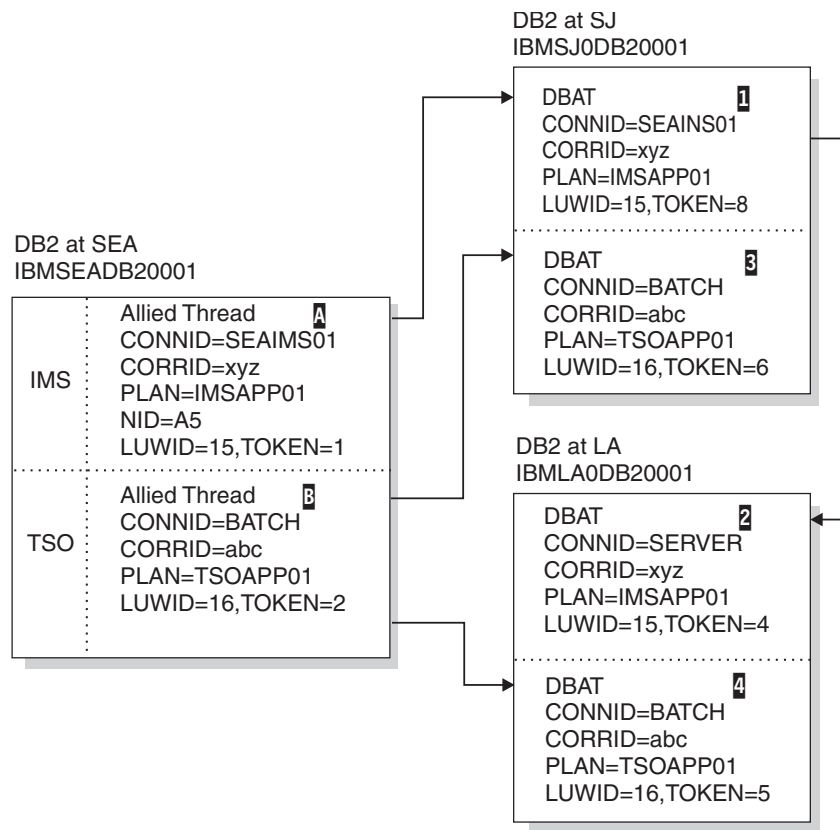 DB2 at SJ
IBMSJ0DB20001
DBAT 1
CONNID=SEAINS01
CORRID=xyz
PLAN=IMSAPP01
LUWID=15,TOKEN=8
DBAT 3
CONNID=BATCH
CORRID=abc
PLAN=TSOAPP01
LUWID=16,TOKEN=6
DB2 at SEA
IBMSEADB20001
IMS
Allied Thread A
CONNID=SEAIMS01
CORRID=xyz
PLAN=IMSAPP01
NID=A5
LUWID=15,TOKEN=1
TSO
Allied Thread B
CONNID=BATCH
CORRID=abc
PLAN=TSOAPP01
LUWID=16,TOKEN=2
DB2 at LA
IBMLA0DB20001
DBAT 2
CONNID=SERVER
CORRID=xyz
PLAN=IMSAPP01
LUWID=15,TOKEN=4
DBAT 4
CONNID=BATCH
CORRID=abc
PLAN=TSOAPP01
LUWID=16,TOKEN=5